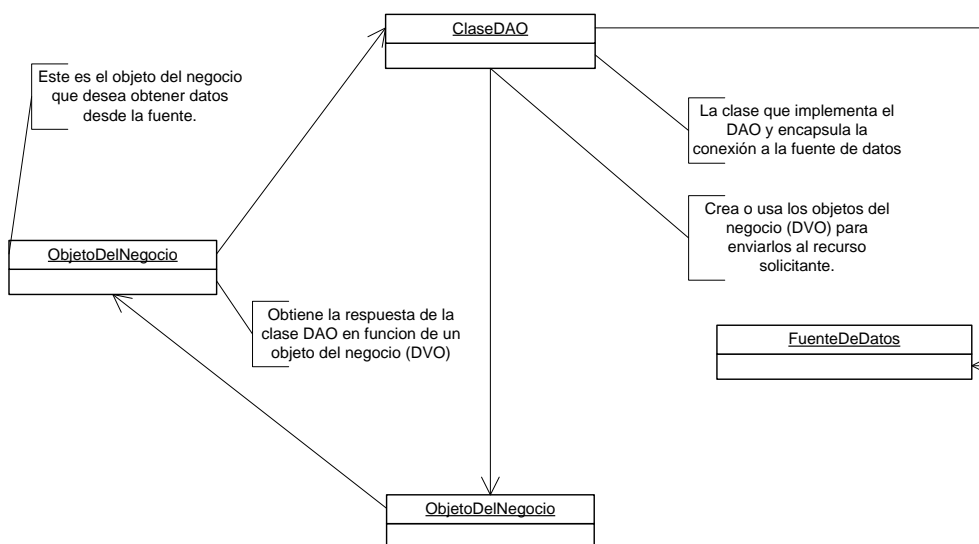 ClaseDAO
Este es el objeto del negocio
que desea obtener datos
desde la fuente.
La clase que implementa el
DAO y encapsula la
conexión a la fuente de datos
Crea o usa los objetos del
negocio (DVO) para
enviarlos al recurso
solicitante.
ObjetoDelNegocio
Obtiene la respuesta de la
clase DAO en funcion de un
objeto del negocio (DVO)
FuenteDeDatos
ObjetoDelNegocio